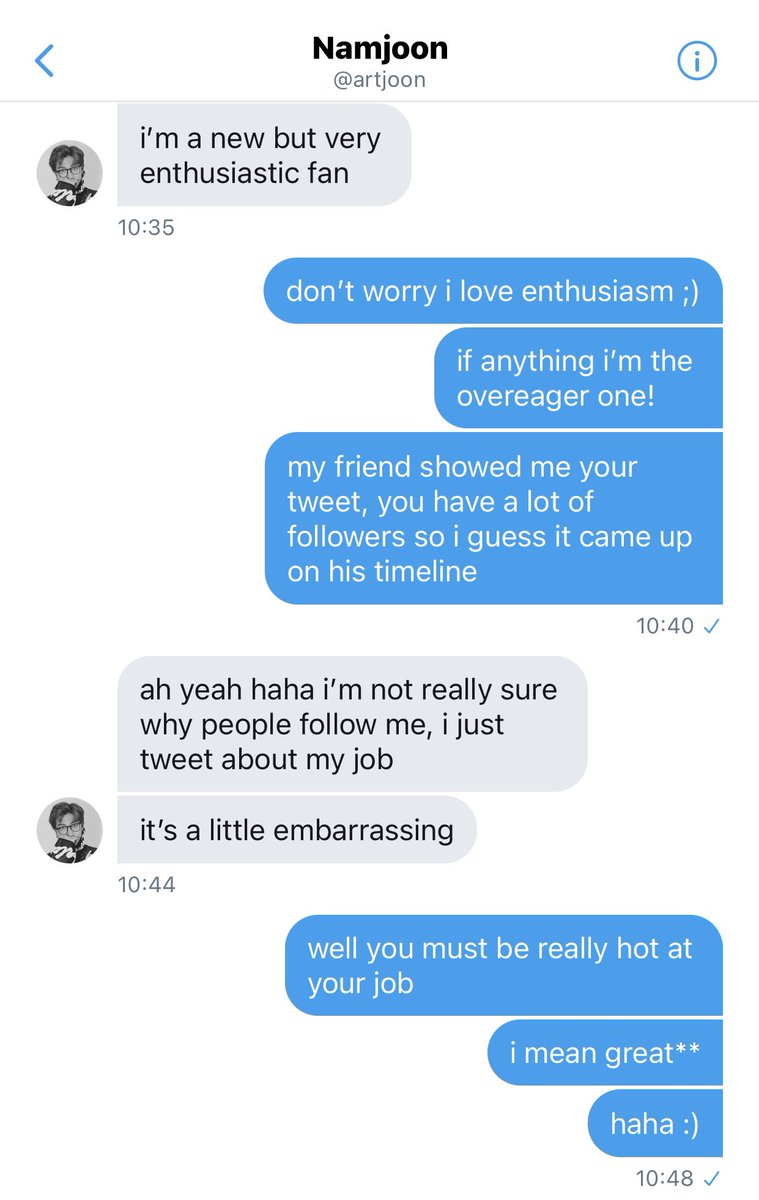 Namjoon
@artjoon
i’m a new but very
enthusiastic fan
10:35
don’t worry i love enthusiasm ;)
if anything i’m the
overeager one!
my friend showed me your
tweet, you have a lot of
followers so i guess it came up
on his timeline
10:40 ✓
ah yeah haha i’m not really sure
why people follow me, i just
tweet about my job
it’s a little embarrassing
10:44
well you must be really hot at
your job
i mean great**
haha :)
10:48 ✓